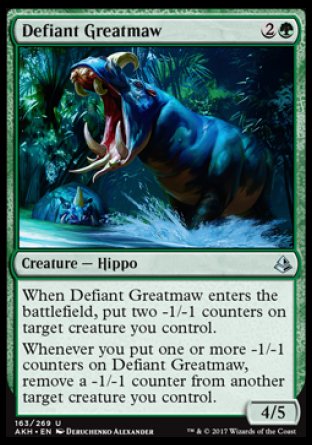 Defiant Greatmaw 2
Creature — Hippo
When Defiant Greatmaw enters the
battlefield, put two -1/-1 counters on
target creature you control.
Whenever you put one or more -1/-1
counters on Defiant Greatmaw,
remove a -1/-1 counter from another
target creature you control.
4/5
163/269 U
AKH • EN Deruchenko Alexander
™ & © 2017 Wizards of the Coast